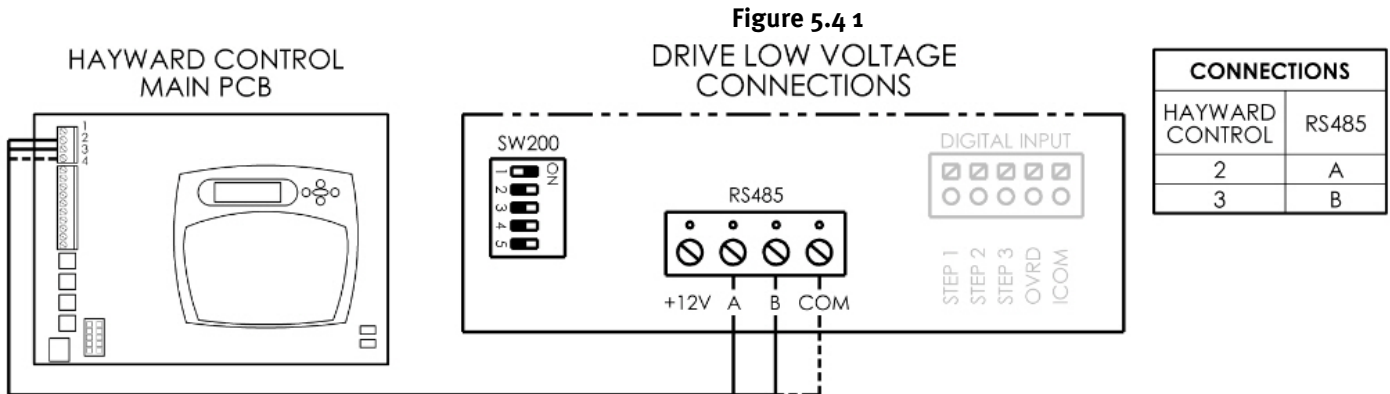 Figure 5.4 1
HAYWARD CONTROL
MAIN PCB
1
2
3
4
DRIVE LOW VOLTAGE
CONNECTIONS
SW200
ON
1
2
3
4
5
RS485
+12V A B COM
DIGITAL INPUT
STEP 1
STEP 2
STEP 3
OVRD
ICOM
CONNECTIONS
HAYWARD
CONTROL
RS485
2 A
3 B